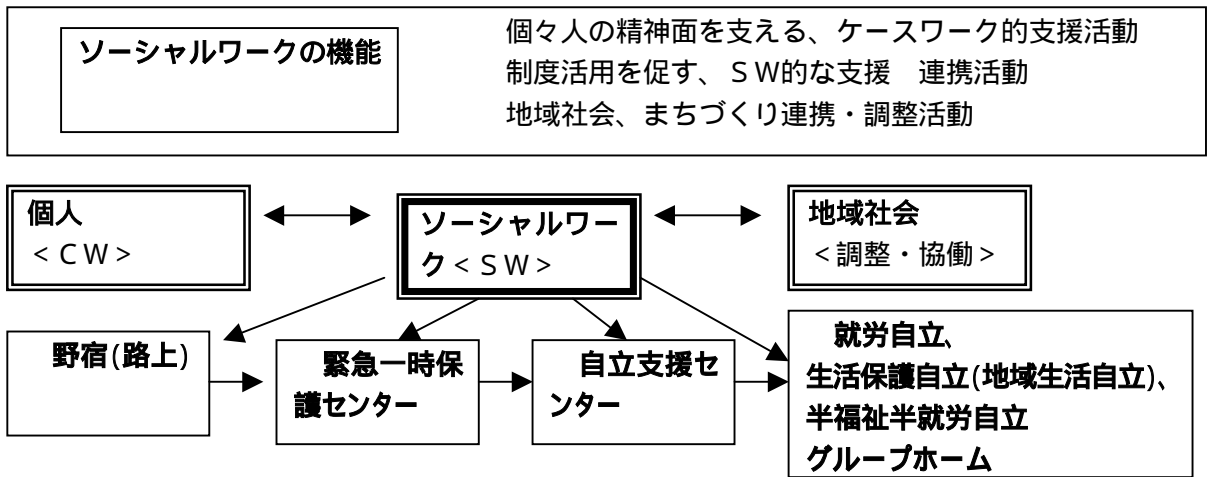 ソーシャルワークの機能
個々人の精神面を支える、ケースワーク的支援活動
制度活用を促す、ＳＷ的な支援　連携活動
地域社会、まちづくり連携・調整活動
個人
＜ＣＷ＞
ソーシャルワー
ク＜ＳＷ＞
地域社会
＜調整・協働＞
野宿(路上)
緊急一時保
護センター
自立支援セ
ンター
就労自立、
生活保護自立(地域生活自立)、
半福祉半就労自立
グループホーム